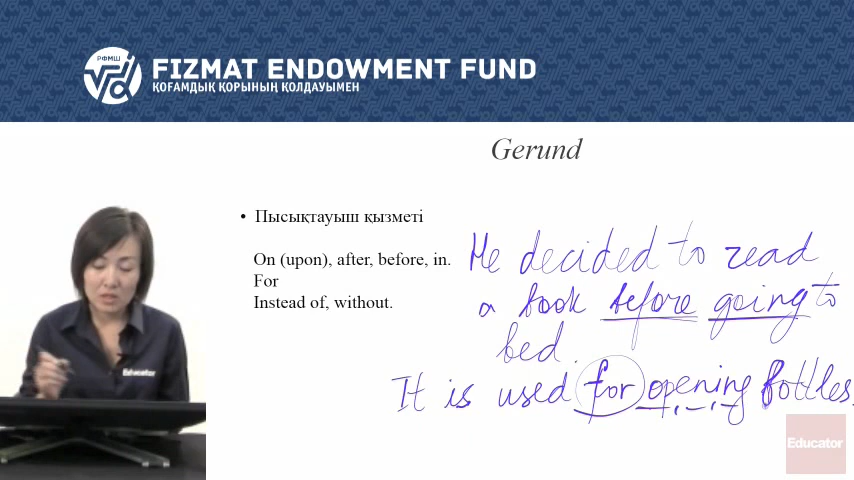 РФМШ
FIZMAT ENDOWMENT FUND
ҚОҒАМДЫҚ ҚОРЫНЫҢ ҚОЛДАУЫМЕН
Gerund
• Пысықтауыш қызметі
On (upon), after, before, in.
For
Instead of, without.
He decided to read
a book before going to
bed.
It is used for opening bottles.
Educator
Educator